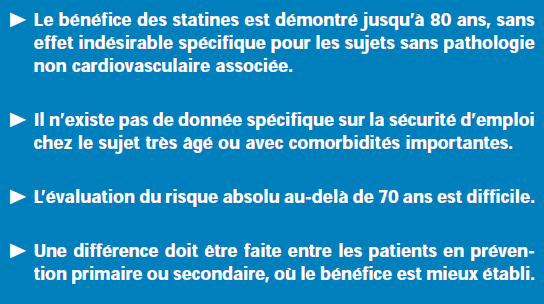 ► Le bénéfice des statines est démontré jusqu'à 80 ans, sans
effet indésirable spécifique pour les sujets sans pathologie
non cardiovasculaire associée.
► Il n'existe pas de donnée spécifique sur la sécurité d'emploi
chez le sujet très âgé ou avec comorbidités importantes.
► L'évaluation du risque absolu au-delà de 70 ans est difficile.
► Une différence doit être faite entre les patients en préven-
tion primaire ou secondaire, où le bénéfice est mieux établi.